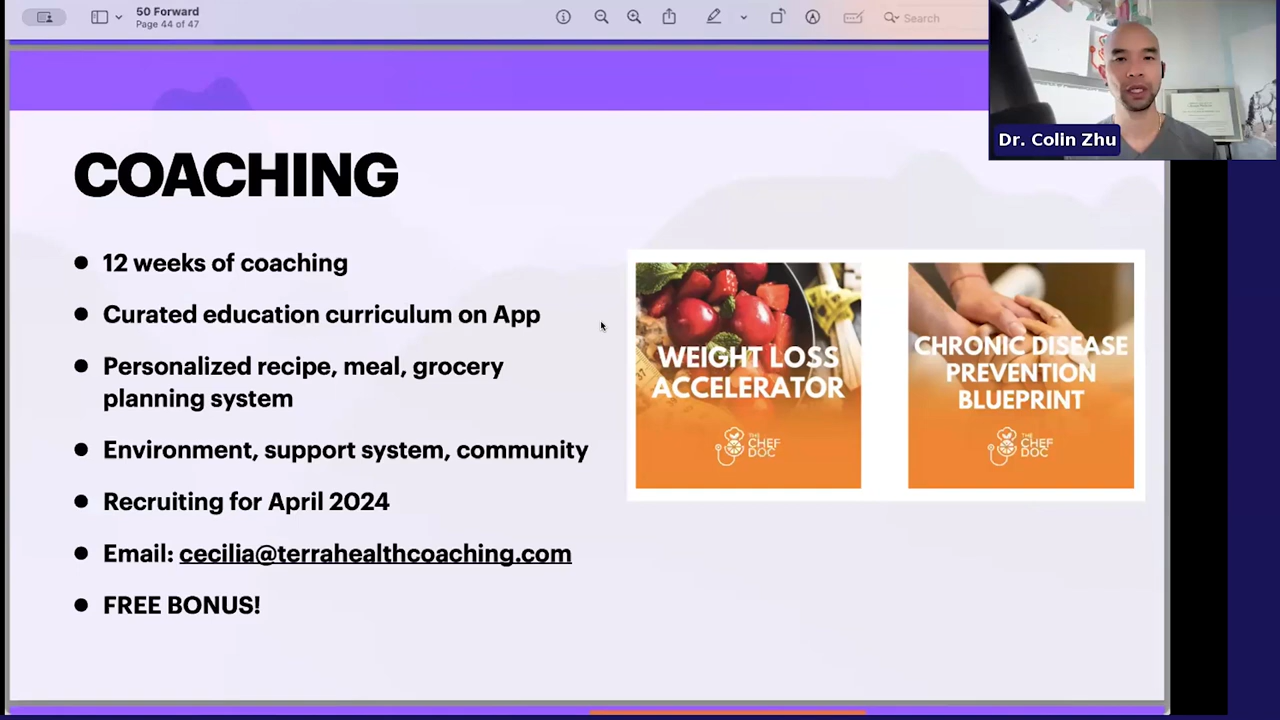 50 Forward
Page 44 of 47
Search
Dr. Colin Zhu
COACHING
● 12 weeks of coaching
● Curated education curriculum on App
● Personalized recipe, meal, grocery
planning system
● Environment, support system, community
● Recruiting for April 2024
● Email: cecilia@terrahealthcoaching.com
● FREE BONUS!
WEIGHT LOSS
ACCELERATOR
THE
CHEF
DOC
CHRONIC DISEASE
PREVENTION
BLUEPRINT
THE
CHEF
DOC